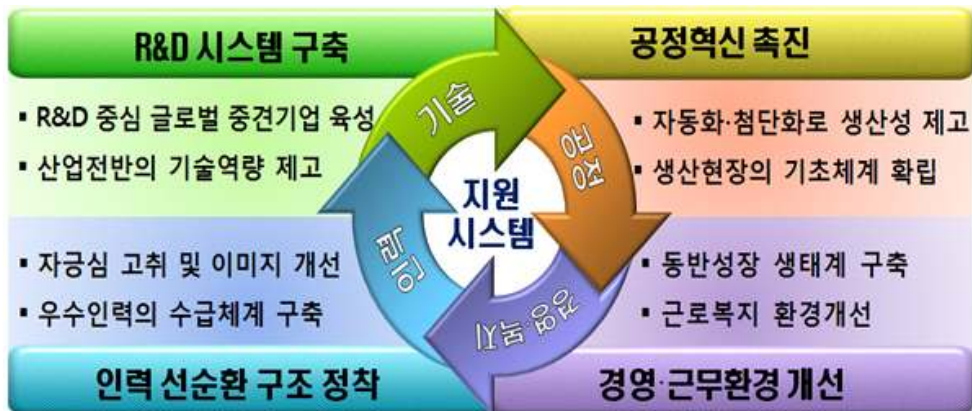 R&D 시스템 구축
공정혁신 촉진
▪ R&D 중심 글로벌 중견기업 육성
▪ 산업전반의 기술역량 제고
▪ 자동화·첨단화로 생산성 제고
▪ 생산현장의 기초체계 확립
기술
공정
지원
시스템
인력
경영·복지
▪ 자긍심 고취 및 이미지 개선
▪ 우수인력의 수급체계 구축
▪ 동반성장 생태계 구축
▪ 근로복지 환경개선
인력 선순환 구조 정착
경영·근무환경 개선